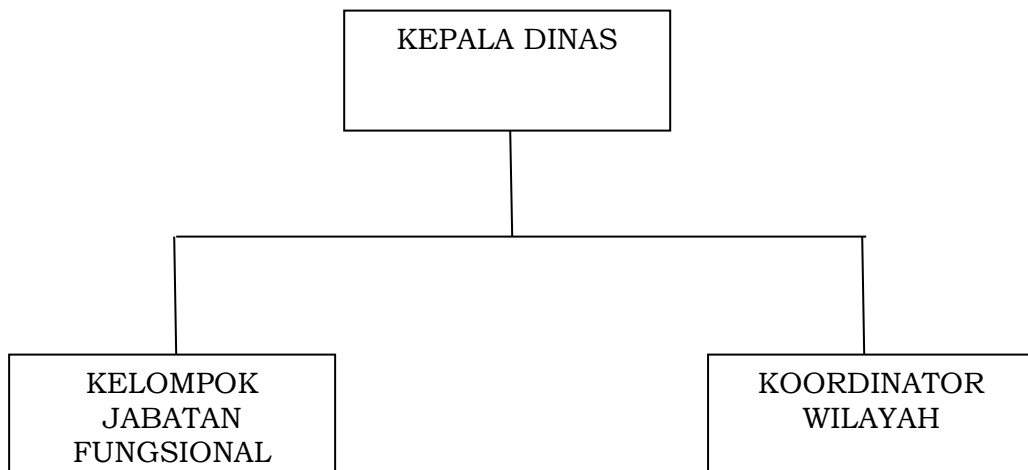 KEPALA DINAS
KELOMPOK
JABATAN
FUNGSIONAL
KOORDINATOR
WILAYAH